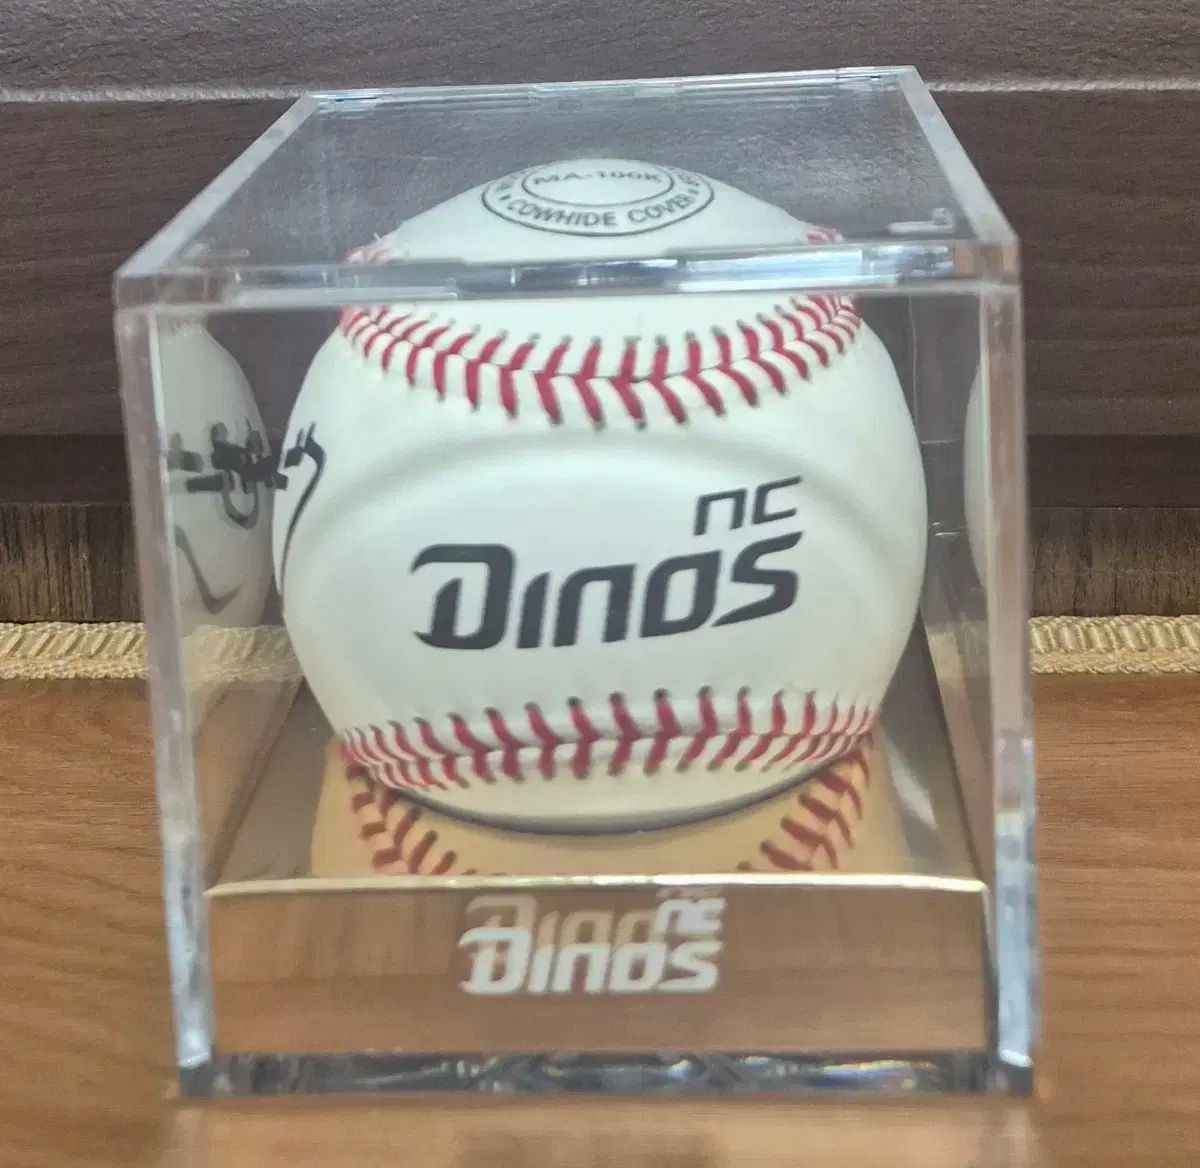 MA-100K
COWHIDE COVER
NC
DINOS
NC
DINOS